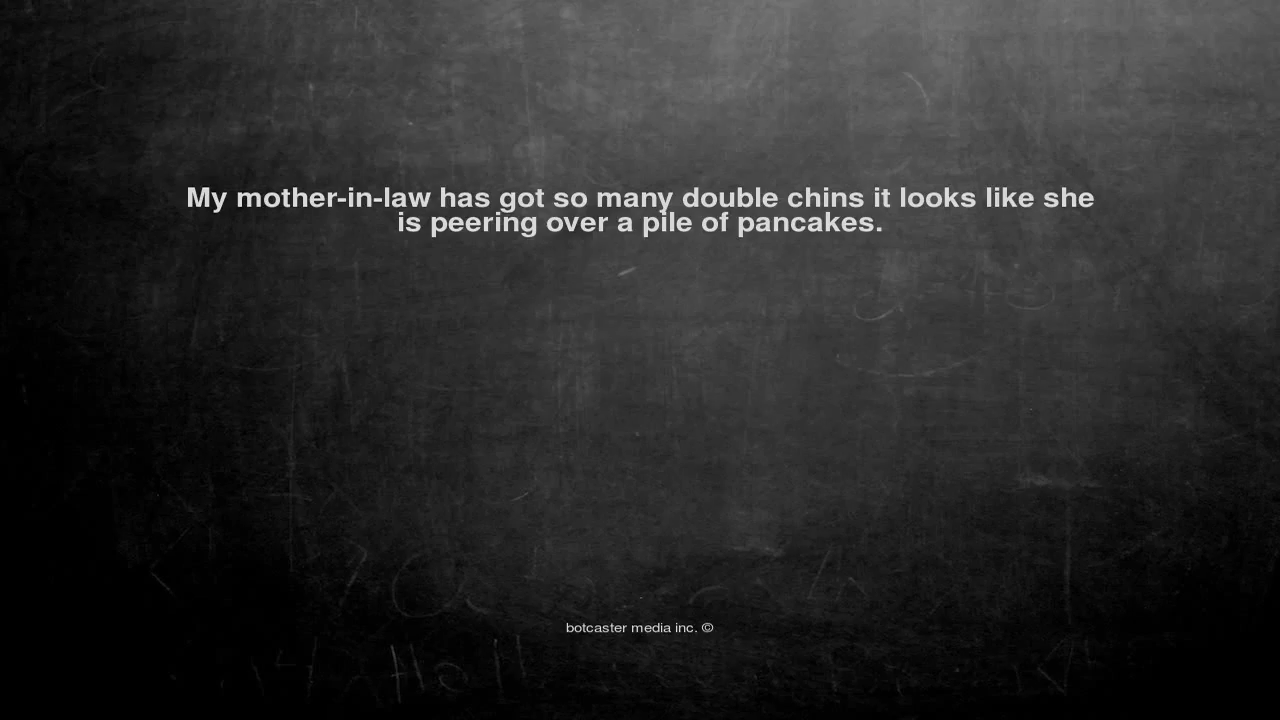 My mother-in-law has got so many double chins it looks like she
is peering over a pile of pancakes.
botcaster media inc. ©